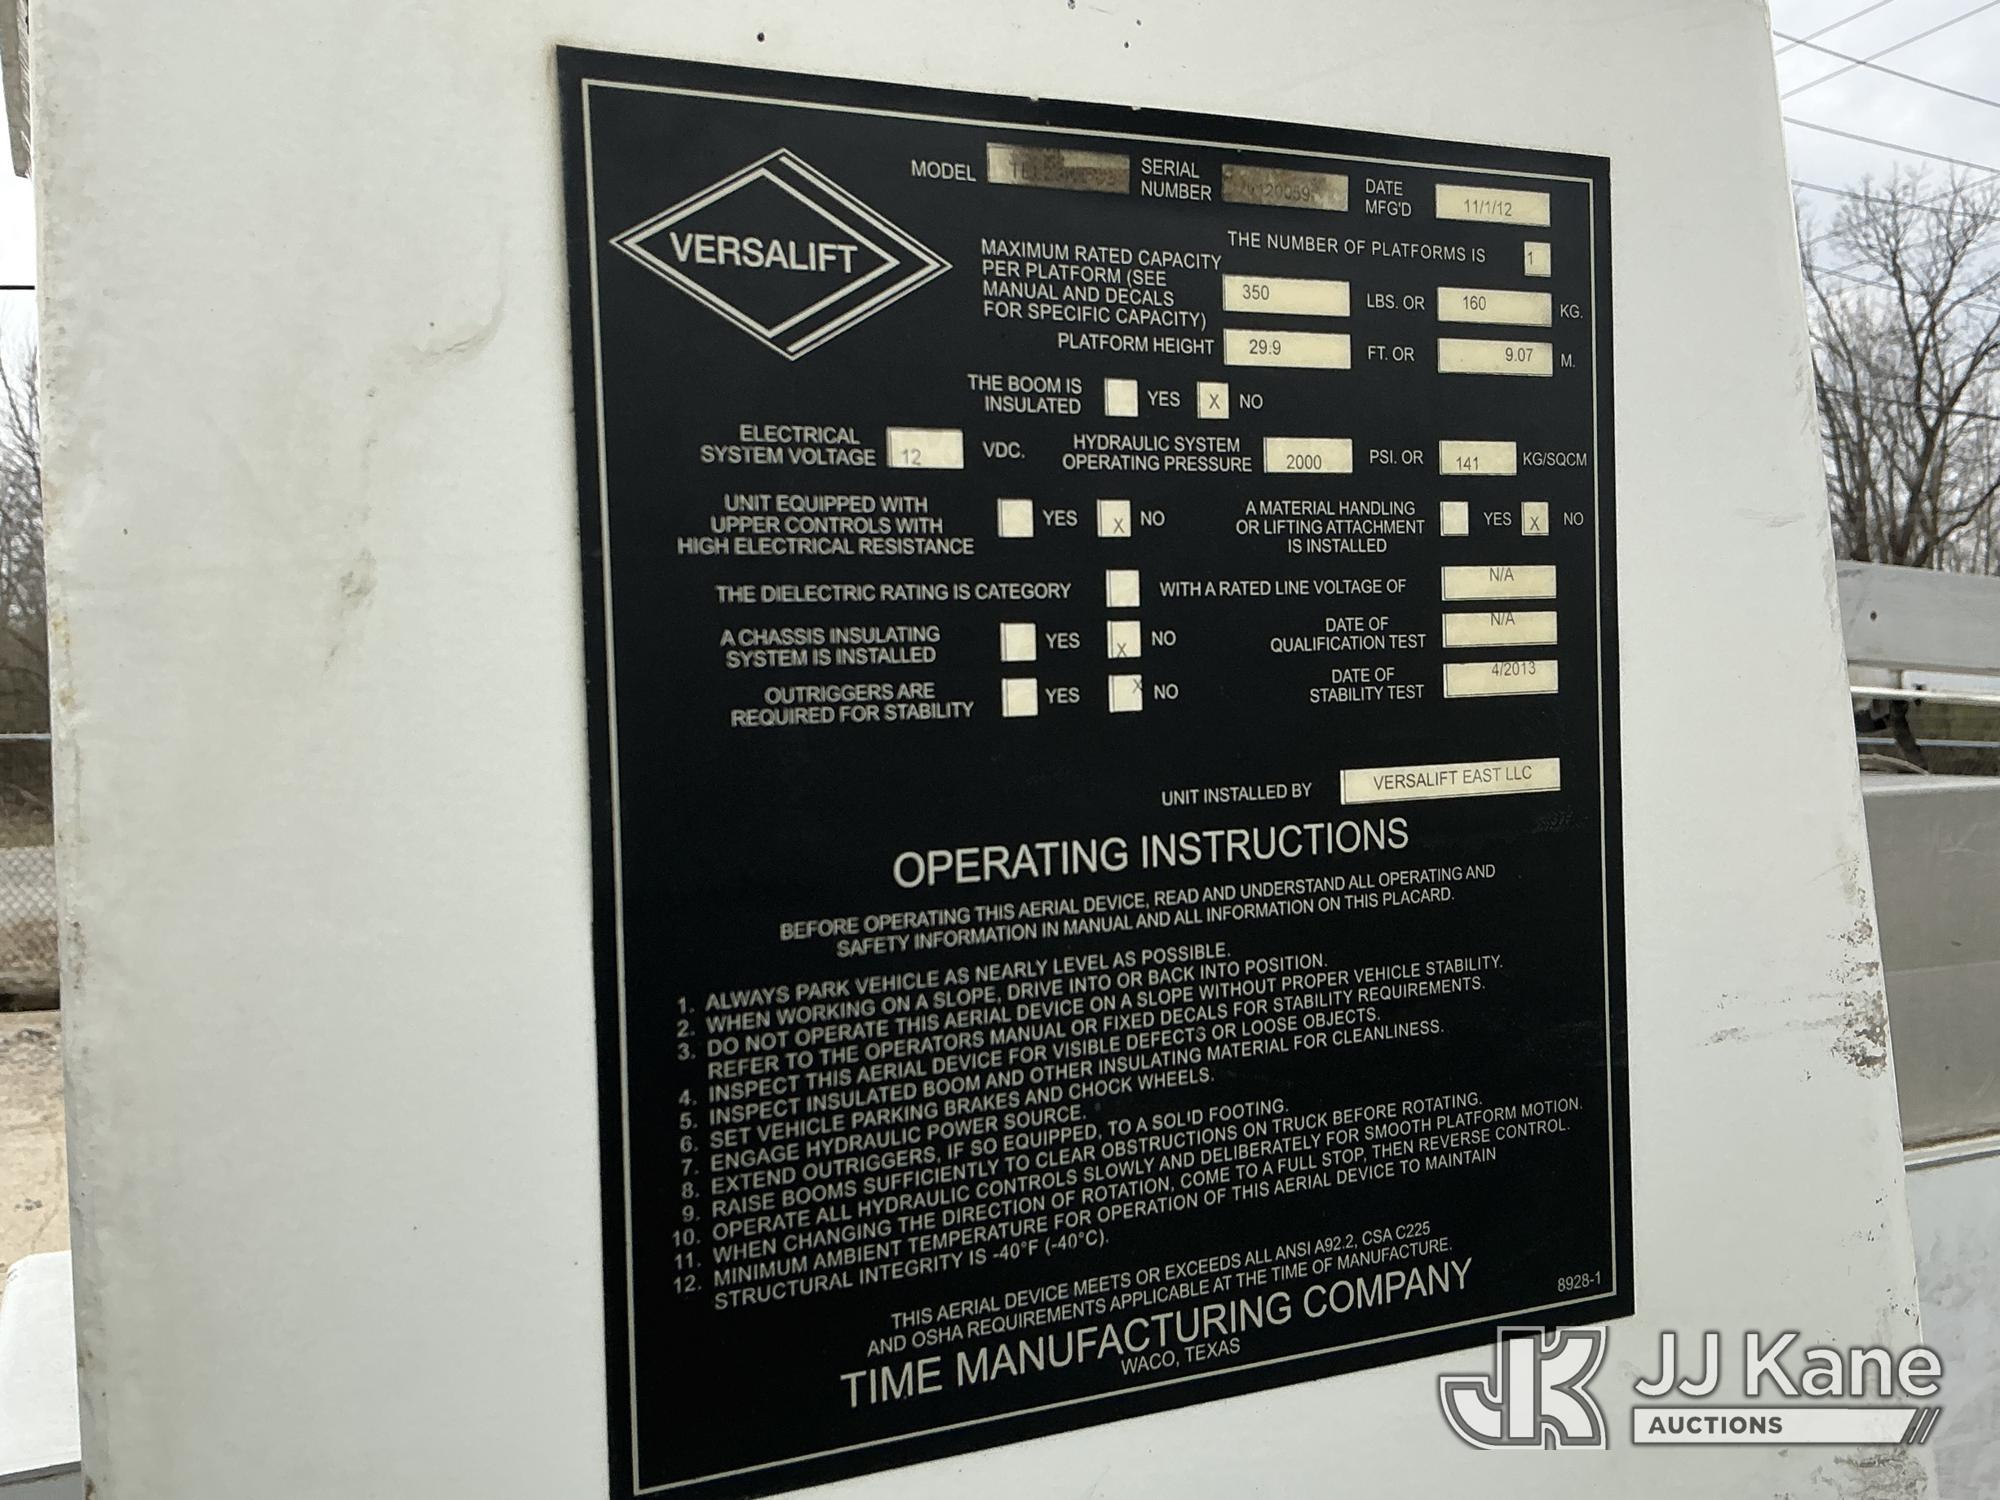 VERSALIFT
MODEL
SERIAL NUMBER
DATE MFG'D 11/1/12
THE NUMBER OF PLATFORMS IS 1
MAXIMUM RATED CAPACITY
PER PLATFORM (SEE
MANUAL AND DECALS
FOR SPECIFIC CAPACITY) 350 LBS. OR 160 KG.
PLATFORM HEIGHT 29.9 FT. OR 9.07 M.
THE BOOM IS
INSULATED YES X NO
ELECTRICAL
SYSTEM VOLTAGE 12 VDC.
HYDRAULIC SYSTEM
OPERATING PRESSURE 2000 PSI. OR 141 KG/SQCM
UNIT EQUIPPED WITH
UPPER CONTROLS WITH
HIGH ELECTRICAL RESISTANCE YES X NO
A MATERIAL HANDLING
OR LIFTING ATTACHMENT
IS INSTALLED YES X NO
THE DIELECTRIC RATING IS CATEGORY WITH A RATED LINE VOLTAGE OF N/A
A CHASSIS INSULATING
SYSTEM IS INSTALLED YES X NO
DATE OF
QUALIFICATION TEST N/A
OUTRIGGERS ARE
REQUIRED FOR STABILITY YES X NO
DATE OF
STABILITY TEST 4/2013
UNIT INSTALLED BY VERSALIFT EAST LLC
OPERATING INSTRUCTIONS
BEFORE OPERATING THIS AERIAL DEVICE, READ AND UNDERSTAND ALL OPERATING AND
SAFETY INFORMATION IN MANUAL AND ALL INFORMATION ON THIS PLACARD.
1. ALWAYS PARK VEHICLE AS NEARLY LEVEL AS POSSIBLE.
2. WHEN WORKING ON A SLOPE, DRIVE INTO OR BACK INTO POSITION.
3. DO NOT OPERATE THIS AERIAL DEVICE ON A SLOPE WITHOUT PROPER VEHICLE STABILITY.
REFER TO THE OPERATORS MANUAL OR FIXED DECALS FOR STABILITY REQUIREMENTS.
4. INSPECT THIS AERIAL DEVICE FOR VISIBLE DEFECTS OR LOOSE OBJECTS.
5. INSPECT INSULATED BOOM AND OTHER INSULATING MATERIAL FOR CLEANLINESS.
6. SET VEHICLE PARKING BRAKES AND CHOCK WHEELS.
7. ENGAGE HYDRAULIC POWER SOURCE.
8. EXTEND OUTRIGGERS, IF SO EQUIPPED, TO A SOLID FOOTING.
9. RAISE BOOMS SUFFICIENTLY TO CLEAR OBSTRUCTIONS ON TRUCK BEFORE ROTATING.
10. OPERATE ALL HYDRAULIC CONTROLS SLOWLY AND DELIBERATELY FOR SMOOTH PLATFORM MOTION.
11. WHEN CHANGING THE DIRECTION OF ROTATION, COME TO A FULL STOP, THEN REVERSE CONTROL.
12. MINIMUM AMBIENT TEMPERATURE FOR OPERATION OF THIS AERIAL DEVICE TO MAINTAIN
STRUCTURAL INTEGRITY IS -40°F (-40°C).
THIS AERIAL DEVICE MEETS OR EXCEEDS ALL ANSI A92.2, CSA C225
AND OSHA REQUIREMENTS APPLICABLE AT THE TIME OF MANUFACTURE.
TIME MANUFACTURING COMPANY
WACO, TEXAS
8928-1
JK JJ Kane
AUCTIONS